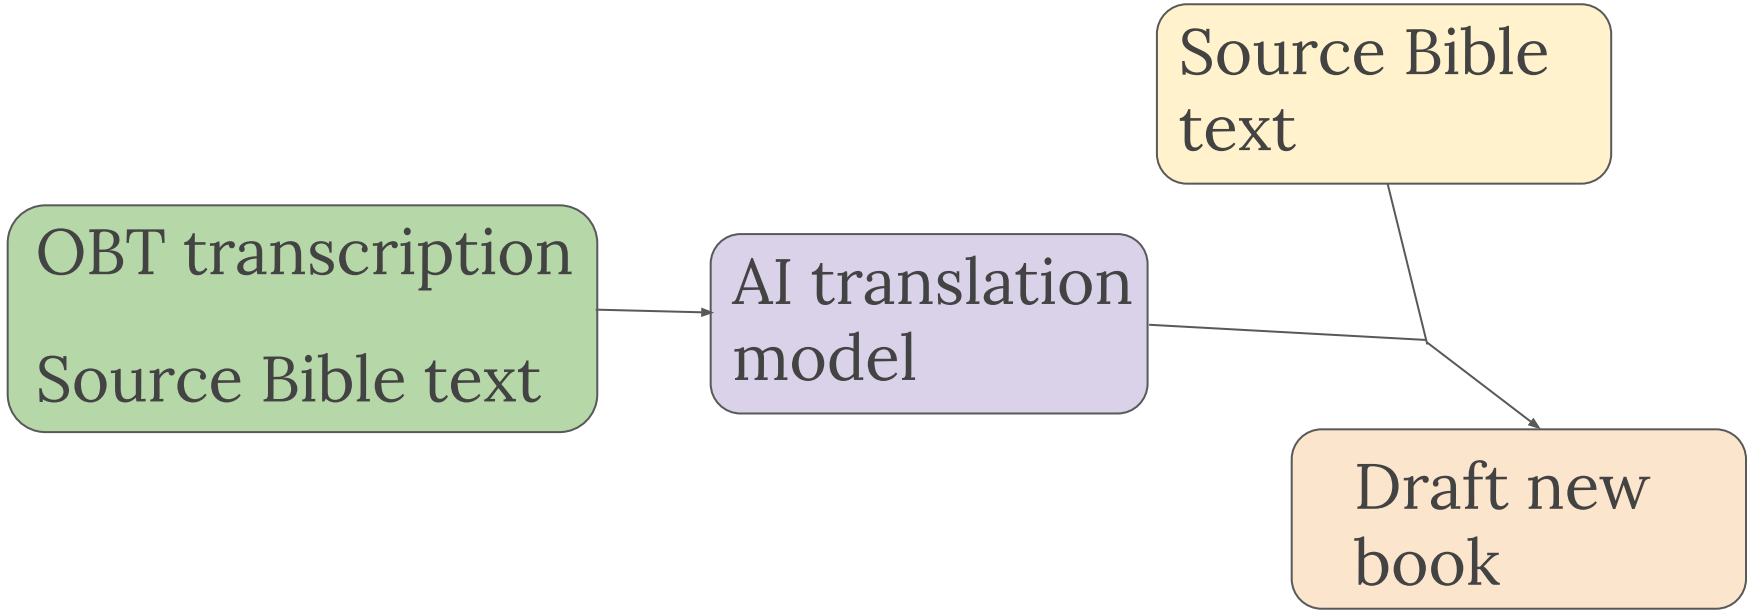 Source Bible
text
OBT transcription
Source Bible text
AI translation
model
Draft new
book